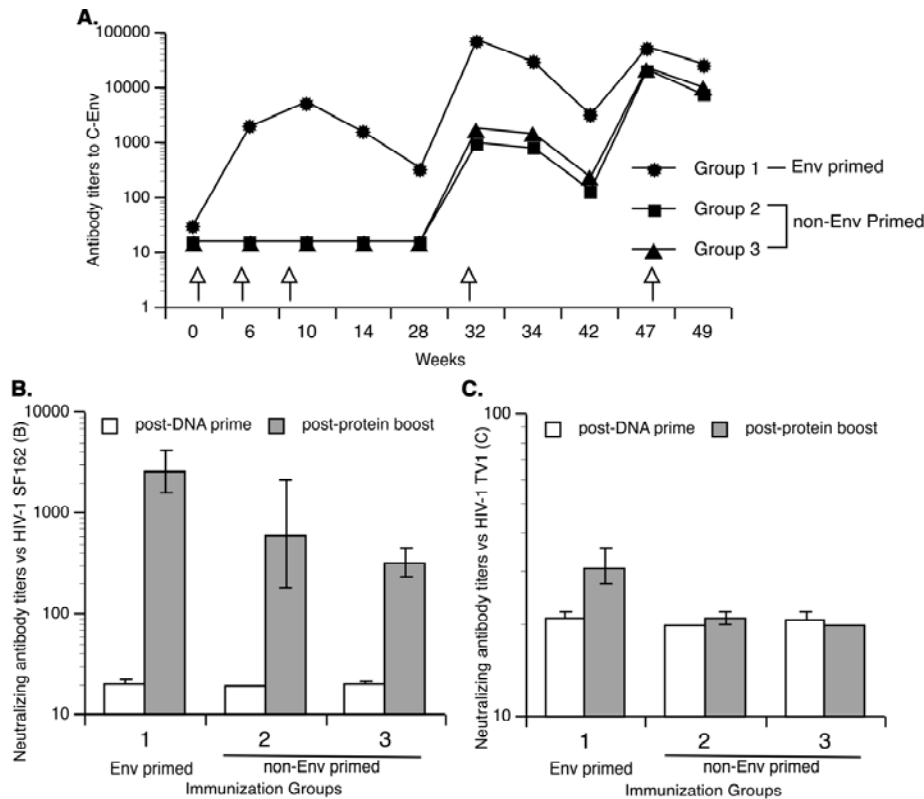 A.
Antibody titers to C-Env
100000
10000
1000
100
10
1
0 6 10 14 28 32 34 42 47 49
Weeks
Group 1 Env primed
Group 2
Group 3
non-Env Primed
B.
Neutralizing antibody titers vs HIV-1 SF162 (B)
10000
1000
100
10
post-DNA prime post-protein boost
1 2 3
Env primed non-Env primed
Immunization Groups
C.
Neutralizing antibody titers vs HIV-1 TV1 (C)
100
10
post-DNA prime post-protein boost
1 2 3
Env primed non-Env primed
Immunization Groups